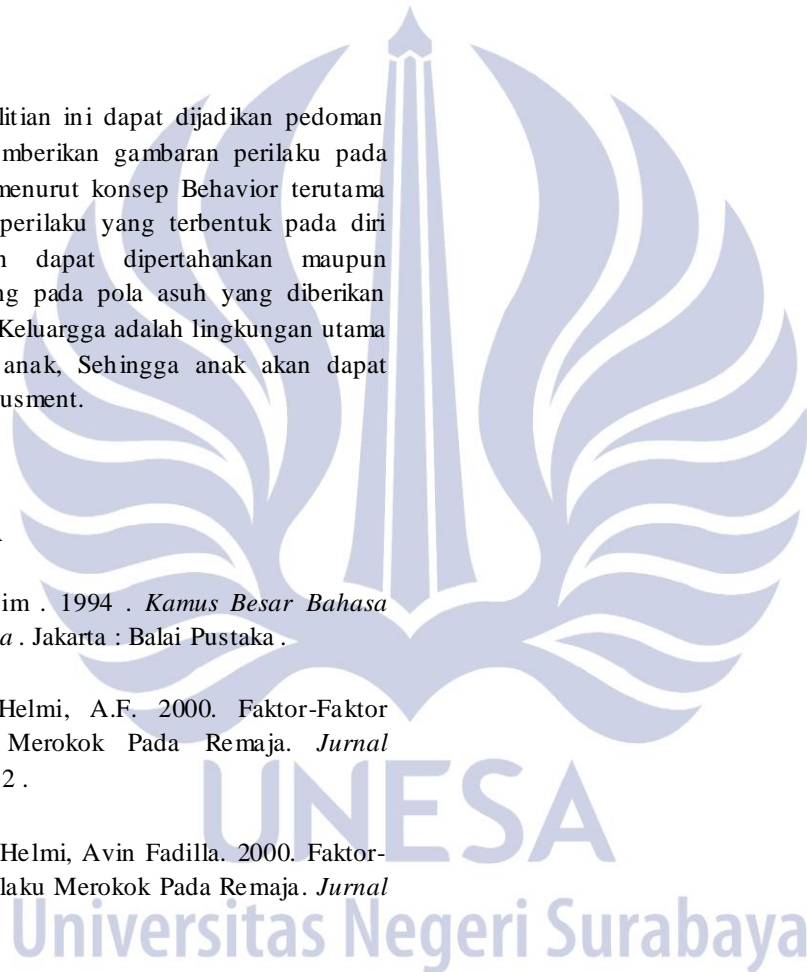 litian ini dapat dijadikan pedoman
mberikan gambaran perilaku pada
menurut konsep Behavior terutama
perilaku yang terbentuk pada diri
dapat dipertahankan maupun
ng pada pola asuh yang diberikan
Keluargga adalah lingkungan utama
anak, Sehingga anak akan dapat
usment.
im . 1994 . Kamus Besar Bahasa
a . Jakarta : Balai Pustaka .
Helmi, A.F. 2000. Faktor-Faktor
Merokok Pada Remaja. Jurnal
2 .
Helmi, Avin Fadilla. 2000. Faktor-
laku Merokok Pada Remaja. Jurnal
UNESA
Universitas Negeri Surabaya